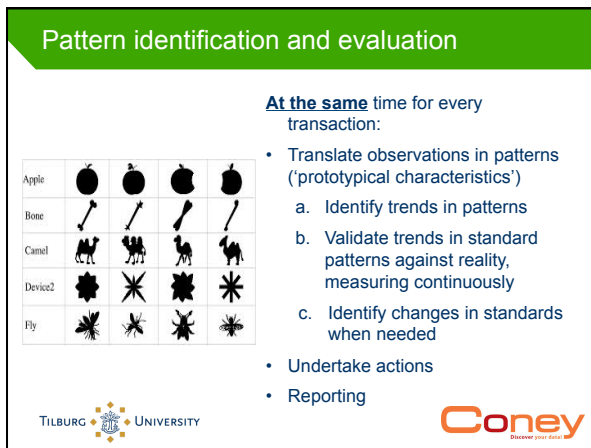 Pattern identification and evaluation
At the same time for every
transaction:
• Translate observations in patterns
(‘prototypical characteristics’)
a. Identify trends in patterns
b. Validate trends in standard
patterns against reality,
measuring continuously
c. Identify changes in standards
when needed
• Undertake actions
• Reporting
Apple
Bone
Camel
Device2
Fly
TILBURG UNIVERSITY
Coney
Discover your data!